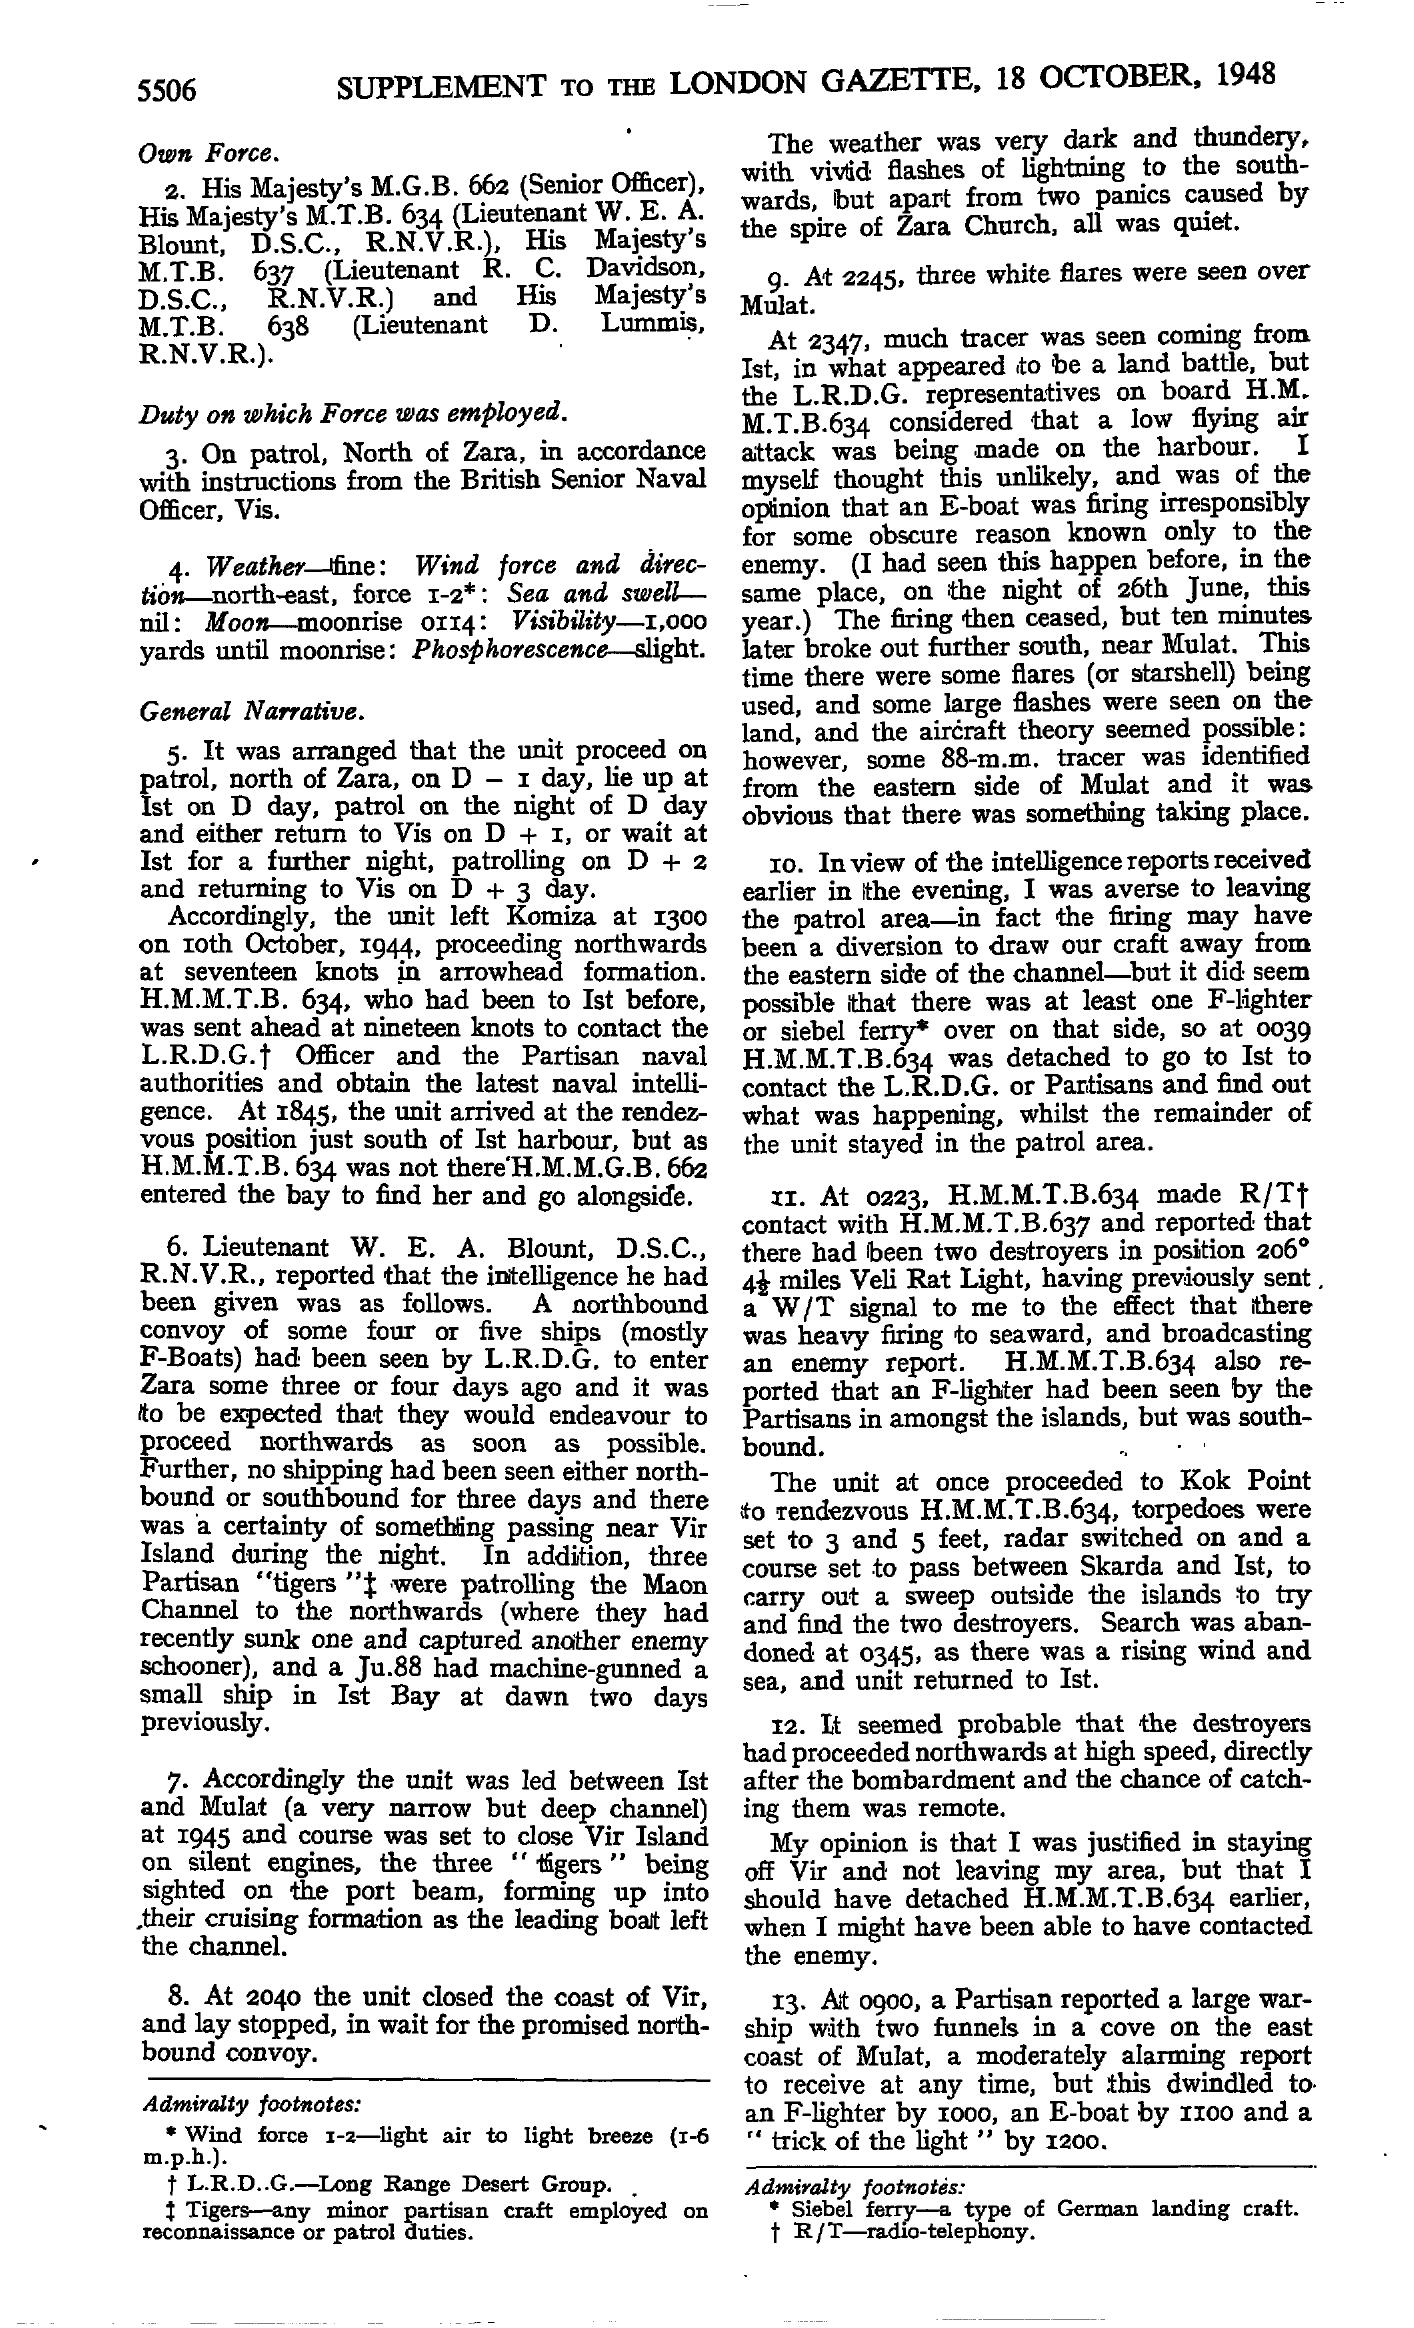 5506 SUPPLEMENT TO THE LONDON GAZETTE, 18 OCTOBER, 1948
Own Force.
2. His Majesty's M.G.B. 662 (Senior Officer),
His Majesty's M.T.B. 634 (Lieutenant W. E. A.
Blount, D.S.C., R.N.V.R.), His Majesty's
M.T.B. 637 (Lieutenant R. C. Davidson,
D.S.C., R.N.V.R.) and His Majesty's
M.T.B. 638 (Lieutenant D. Lummis,
R.N.V.R.).
Duty on which Force was employed.
3. On patrol, North of Zara, in accordance
with instructions from the British Senior Naval
Officer, Vis.
4. Weather—fine: Wind force and direc-
tion—north-east, force 1-2*: Sea and swell—
nil: Moon—moonrise 0114: Visibility—1,000
yards until moonrise: Phosphorescence—slight.
General Narrative.
5. It was arranged that the unit proceed on
patrol, north of Zara, on D - 1 day, lie up at
Ist on D day, patrol on the night of D day
and either return to Vis on D + 1, or wait at
Ist for a further night, patrolling on D + 2
and returning to Vis on D + 3 day.
Accordingly, the unit left Komiza at 1300
on 10th October, 1944, proceeding northwards
at seventeen knots in arrowhead formation.
H.M.M.T.B. 634, who had been to Ist before,
was sent ahead at nineteen knots to contact the
L.R.D.G.† Officer and the Partisan naval
authorities and obtain the latest naval intelli-
gence. At 1845, the unit arrived at the rendez-
vous position just south of Ist harbour, but as
H.M.M.T.B. 634 was not there H.M.M.G.B. 662
entered the bay to find her and go alongside.
6. Lieutenant W. E. A. Blount, D.S.C.,
R.N.V.R., reported that the intelligence he had
been given was as follows. A northbound
convoy of some four or five ships (mostly
F-Boats) had been seen by L.R.D.G. to enter
Zara some three or four days ago and it was
to be expected that they would endeavour to
proceed northwards as soon as possible.
Further, no shipping had been seen either north-
bound or southbound for three days and there
was a certainty of something passing near Vir
Island during the night. In addition, three
Partisan "tigers"‡ were patrolling the Maon
Channel to the northwards (where they had
recently sunk one and captured another enemy
schooner), and a Ju.88 had machine-gunned a
small ship in Ist Bay at dawn two days
previously.
7. Accordingly the unit was led between Ist
and Mulat (a very narrow but deep channel)
at 1945 and course was set to close Vir Island
on silent engines, the three "tigers" being
sighted on the port beam, forming up into
their cruising formation as the leading boat left
the channel.
8. At 2040 the unit closed the coast of Vir,
and lay stopped, in wait for the promised north-
bound convoy.
Admiralty footnotes:
* Wind force 1-2—light air to light breeze (1-6
m.p.h.).
† L.R.D..G.—Long Range Desert Group.
‡ Tigers—any minor partisan craft employed on
reconnaissance or patrol duties.
The weather was very dark and thundery,
with vivid flashes of lightning to the south-
wards, but apart from two panics caused by
the spire of Zara Church, all was quiet.
9. At 2245, three white flares were seen over
Mulat.
At 2347, much tracer was seen coming from
Ist, in what appeared to be a land battle, but
the L.R.D.G. representatives on board H.M.
M.T.B.634 considered that a low flying air
attack was being made on the harbour. I
myself thought this unlikely, and was of the
opinion that an E-boat was firing irresponsibly
for some obscure reason known only to the
enemy. (I had seen this happen before, in the
same place, on the night of 26th June, this
year.) The firing then ceased, but ten minutes
later broke out further south, near Mulat. This
time there were some flares (or starshell) being
used, and some large flashes were seen on the
land, and the aircraft theory seemed possible:
however, some 88-m.m. tracer was identified
from the eastern side of Mulat and it was
obvious that there was something taking place.
10. In view of the intelligence reports received
earlier in the evening, I was averse to leaving
the patrol area—in fact the firing may have
been a diversion to draw our craft away from
the eastern side of the channel—but it did seem
possible that there was at least one F-lighter
or siebel ferry* over on that side, so at 0039
H.M.M.T.B.634 was detached to go to Ist to
contact the L.R.D.G. or Partisans and find out
what was happening, whilst the remainder of
the unit stayed in the patrol area.
11. At 0223, H.M.M.T.B.634 made R/T†
contact with H.M.M.T.B.637 and reported that
there had been two destroyers in position 206°
4½ miles Veli Rat Light, having previously sent
a W/T signal to me to the effect that there
was heavy firing to seaward, and broadcasting
an enemy report. H.M.M.T.B.634 also re-
ported that an F-lighter had been seen by the
Partisans in amongst the islands, but was south-
bound.
The unit at once proceeded to Kok Point
to rendezvous H.M.M.T.B.634, torpedoes were
set to 3 and 5 feet, radar switched on and a
course set to pass between Skarda and Ist, to
carry out a sweep outside the islands to try
and find the two destroyers. Search was aban-
doned at 0345, as there was a rising wind and
sea, and unit returned to Ist.
12. It seemed probable that the destroyers
had proceeded northwards at high speed, directly
after the bombardment and the chance of catch-
ing them was remote.
My opinion is that I was justified in staying
off Vir and not leaving my area, but that I
should have detached H.M.M.T.B.634 earlier,
when I might have been able to have contacted
the enemy.
13. At 0900, a Partisan reported a large war-
ship with two funnels in a cove on the east
coast of Mulat, a moderately alarming report
to receive at any time, but this dwindled to
an F-lighter by 1000, an E-boat by 1100 and a
"trick of the light" by 1200.
Admiralty footnotes:
* Siebel ferry—a type of German landing craft.
† R/T—radio-telephony.